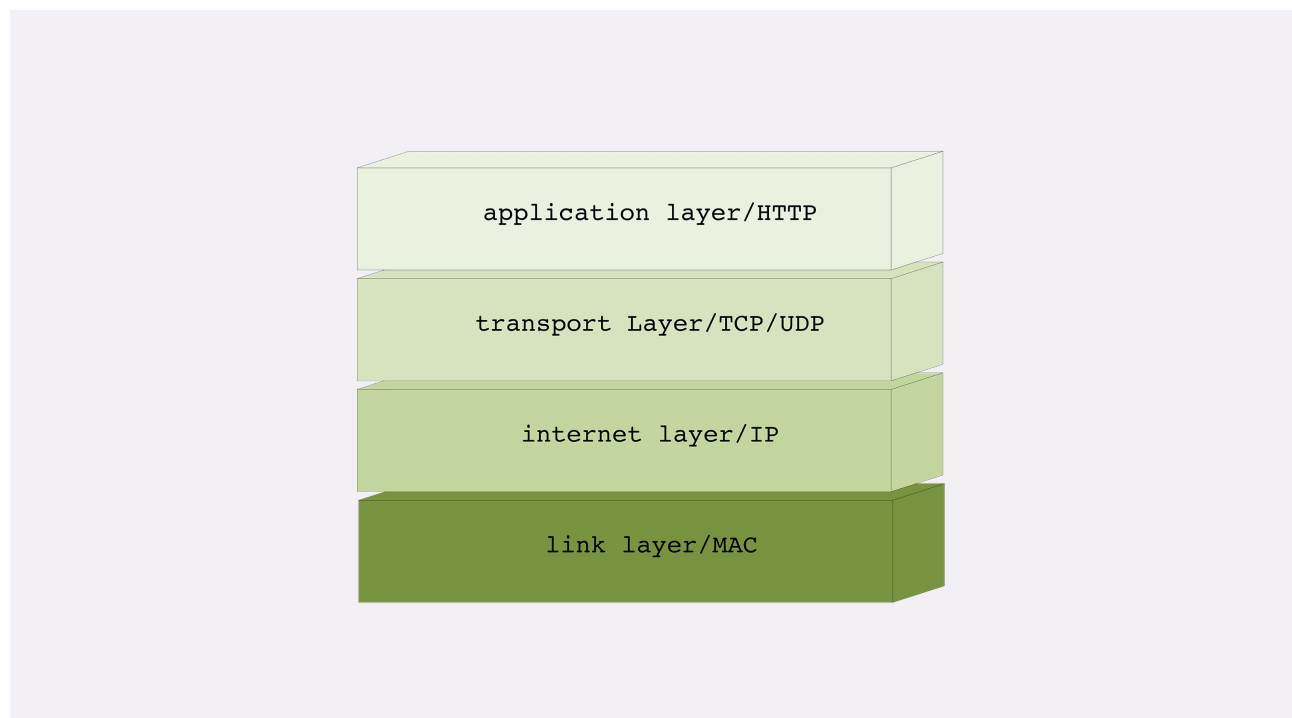 application layer/HTTP
transport Layer/TCP/UDP
internet layer/IP
link layer/MAC